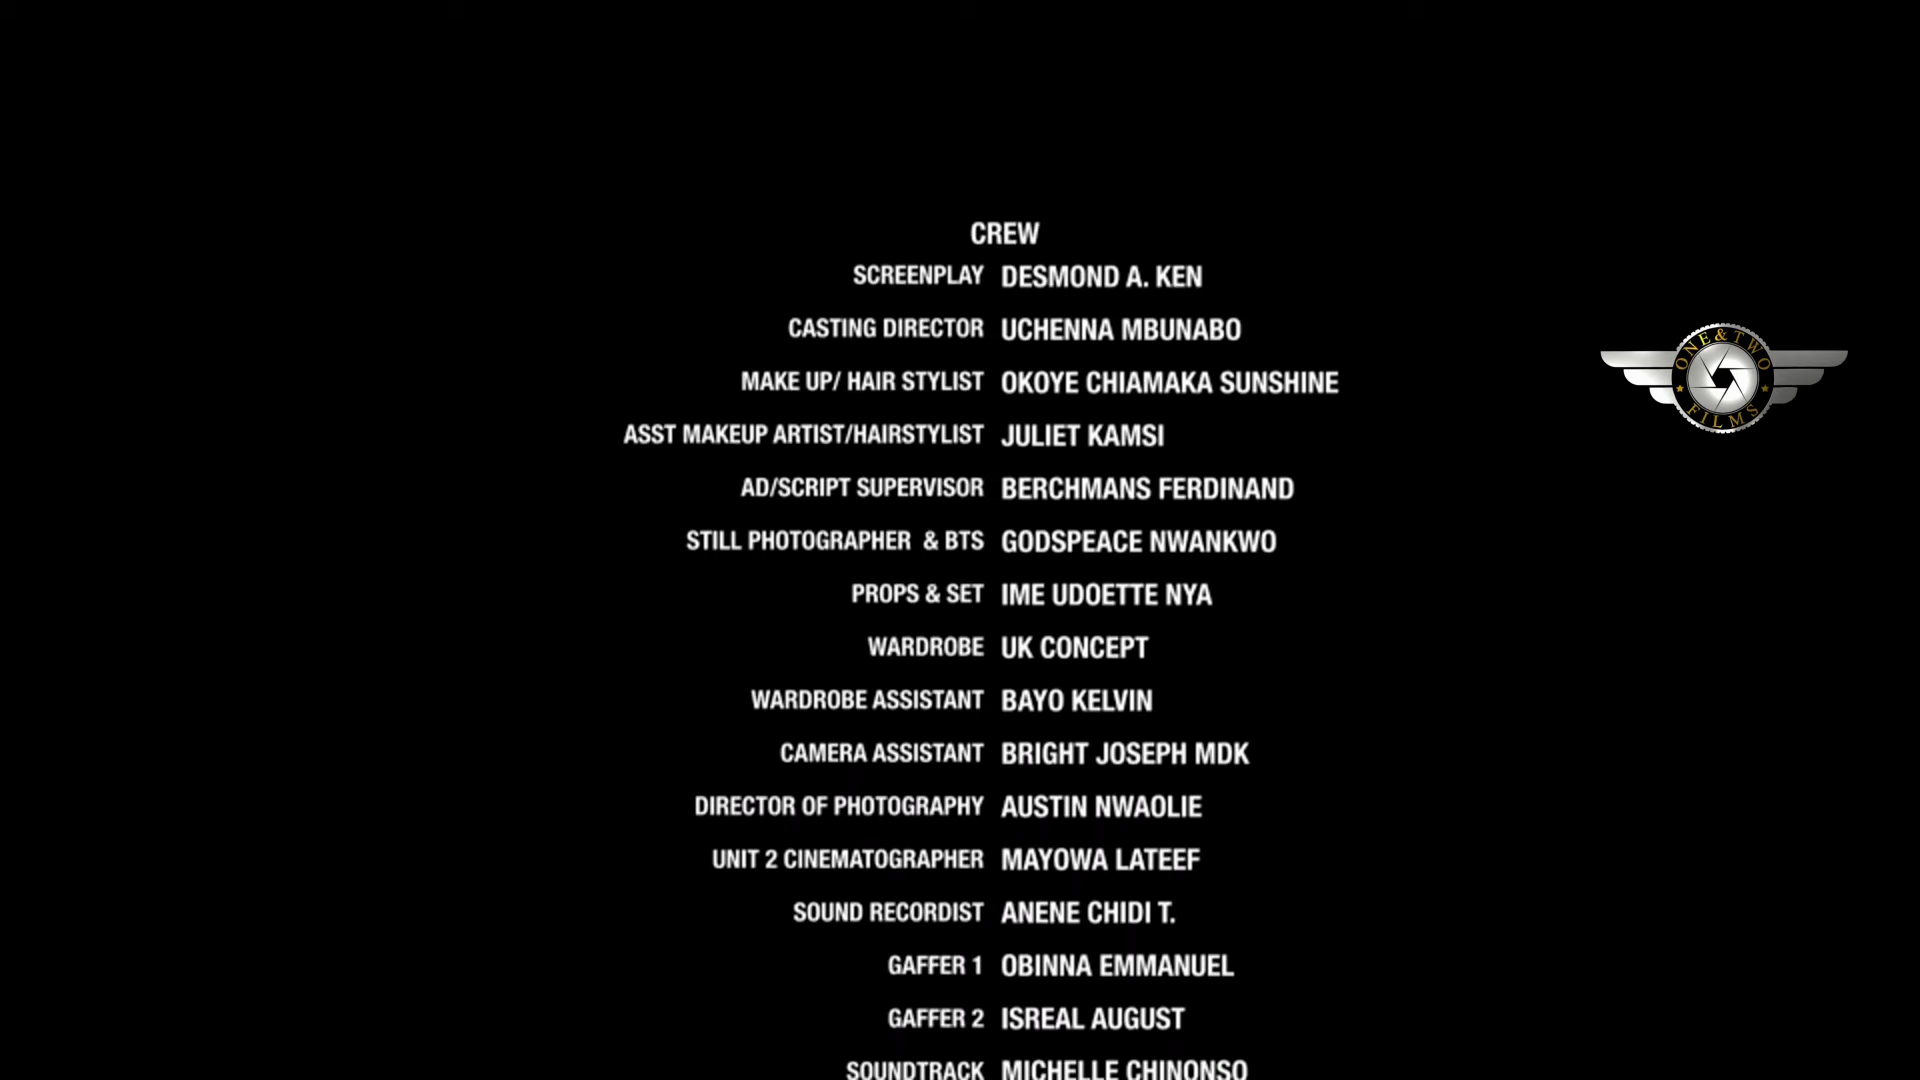 CREW
SCREENPLAY DESMOND A. KEN
CASTING DIRECTOR UCHENNA MBUNABO
MAKE UP/ HAIR STYLIST OKOYE CHIAMAKA SUNSHINE
ASST MAKEUP ARTIST/HAIRSTYLIST JULIET KAMSI
AD/SCRIPT SUPERVISOR BERCHMANS FERDINAND
STILL PHOTOGRAPHER & BTS GODSPEACE NWANKWO
PROPS & SET IME UDOETTE NYA
WARDROBE UK CONCEPT
WARDROBE ASSISTANT BAYO KELVIN
CAMERA ASSISTANT BRIGHT JOSEPH MDK
DIRECTOR OF PHOTOGRAPHY AUSTIN NWAOLIE
UNIT 2 CINEMATOGRAPHER MAYOWA LATEEF
SOUND RECORDIST ANENE CHIDI T.
GAFFER 1 OBINNA EMMANUEL
GAFFER 2 ISREAL AUGUST
SOUNDTRACK MICHELLE CHINONSO
ONE&TWO
FILMS